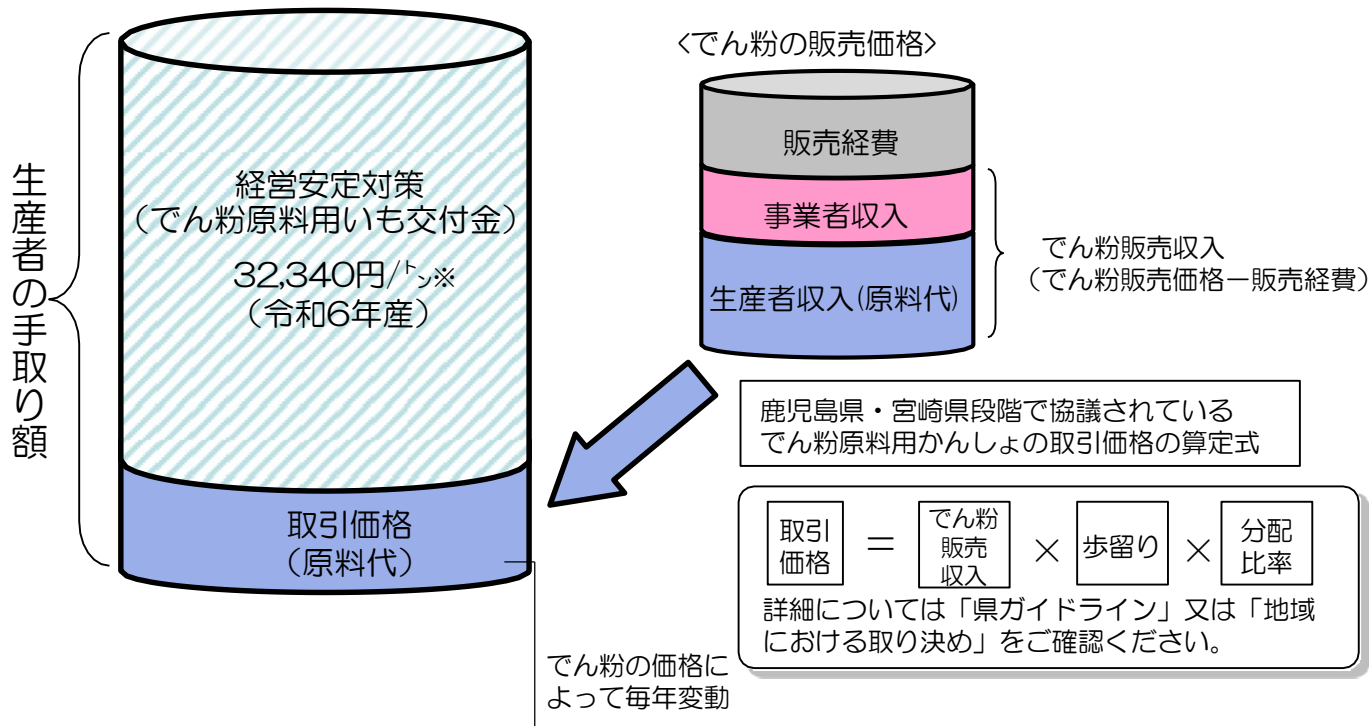 生産者の手取り額
経営安定対策
（でん粉原料用いも交付金）
32,340円/㌧※
（令和6年産）
取引価格
（原料代）
でん粉の価格に
よって毎年変動
<でん粉の販売価格>
販売経費
事業者収入
生産者収入(原料代)
でん粉販売収入
（でん粉販売価格－販売経費）
鹿児島県・宮崎県段階で協議されている
でん粉原料用かんしょの取引価格の算定式
取引
価格
＝
でん粉
販売
収入
×
歩留り
×
分配
比率
詳細については「県ガイドライン」又は「地域
における取り決め」をご確認ください。